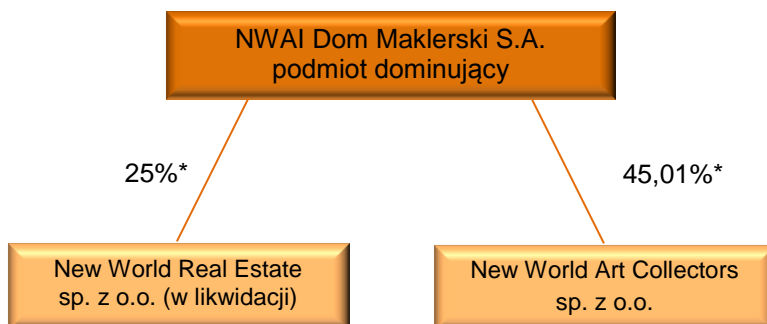 NWAI Dom Maklerski S.A.
podmiot dominujący
25%*
45,01%*
New World Real Estate
sp. z o.o. (w likwidacji)
New World Art Collectors
sp. z o.o.